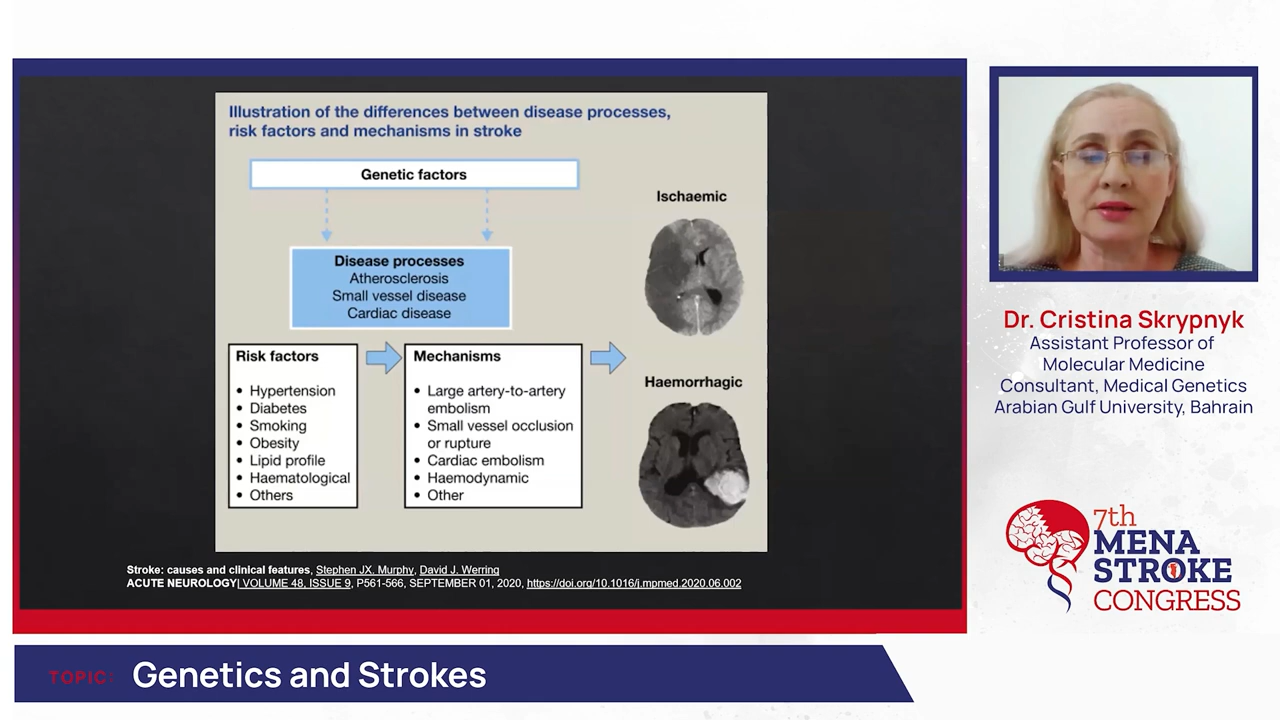 Illustration of the differences between disease processes,
risk factors and mechanisms in stroke
Genetic factors
Disease processes
Atherosclerosis
Small vessel disease
Cardiac disease
Risk factors
• Hypertension
• Diabetes
• Smoking
• Obesity
• Lipid profile
• Haematological
• Others
Mechanisms
• Large artery-to-artery
embolism
• Small vessel occlusion
or rupture
• Cardiac embolism
• Haemodynamic
• Other
Ischaemic
Haemorrhagic
Stroke: causes and clinical features, Stephen JX. Murphy, David J. Werring
ACUTE NEUROLOGY| VOLUME 48, ISSUE 9, P561-566, SEPTEMBER 01, 2020, https://doi.org/10.1016/j.mpmed.2020.06.002
Dr. Cristina Skrypnyk
Assistant Professor of
Molecular Medicine
Consultant, Medical Genetics
Arabian Gulf University, Bahrain
7th
MENA
STROKE
CONGRESS
TOPIC: Genetics and Strokes